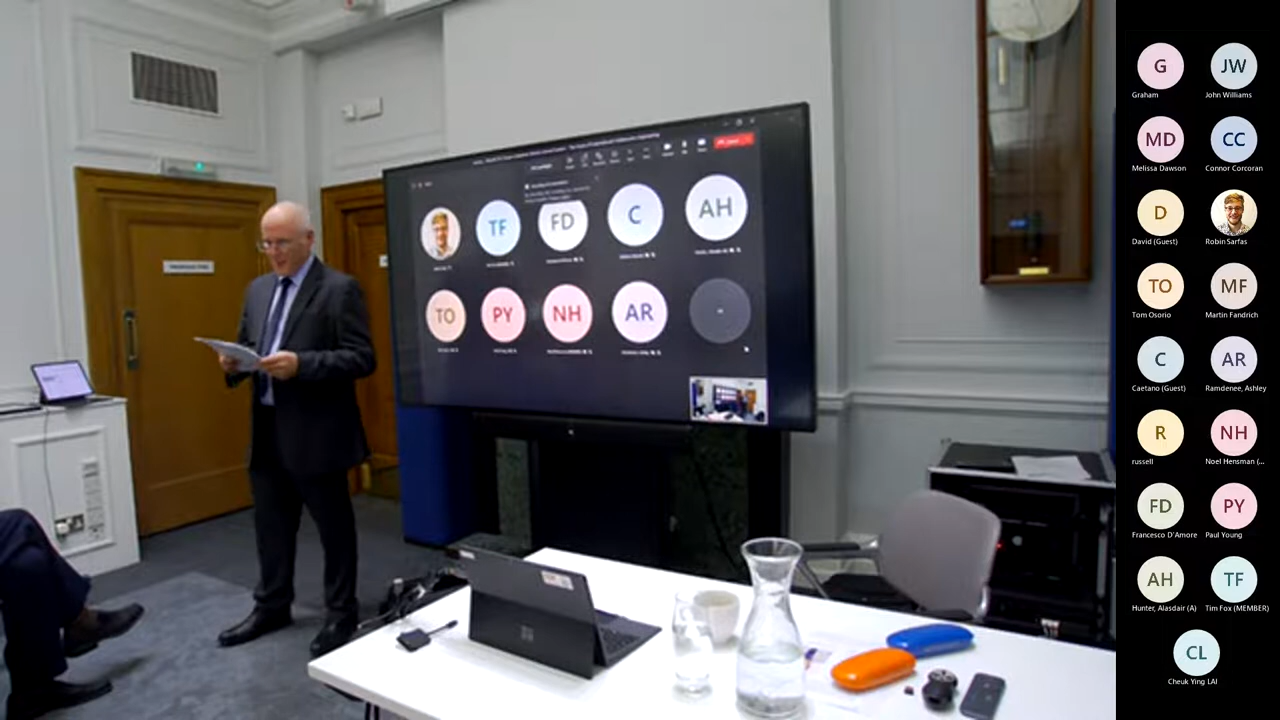 G
Graham
JW
John Williams
MD
Melissa Dawson
CC
Connor Corcoran
D
David (Guest)
Robin Sarfas
TO
Tom Osorio
MF
Martin Fandrich
C
Caetano (Guest)
AR
Ramdenee, Ashley
R
russell
NH
Noel Hensman (...
FD
Francesco D'Amore
PY
Paul Young
AH
Hunter, Alasdair (A)
TF
Tim Fox (MEMBER)
CL
Cheuk Ying LAI
TF
FD
C
AH
TO
PY
NH
AR